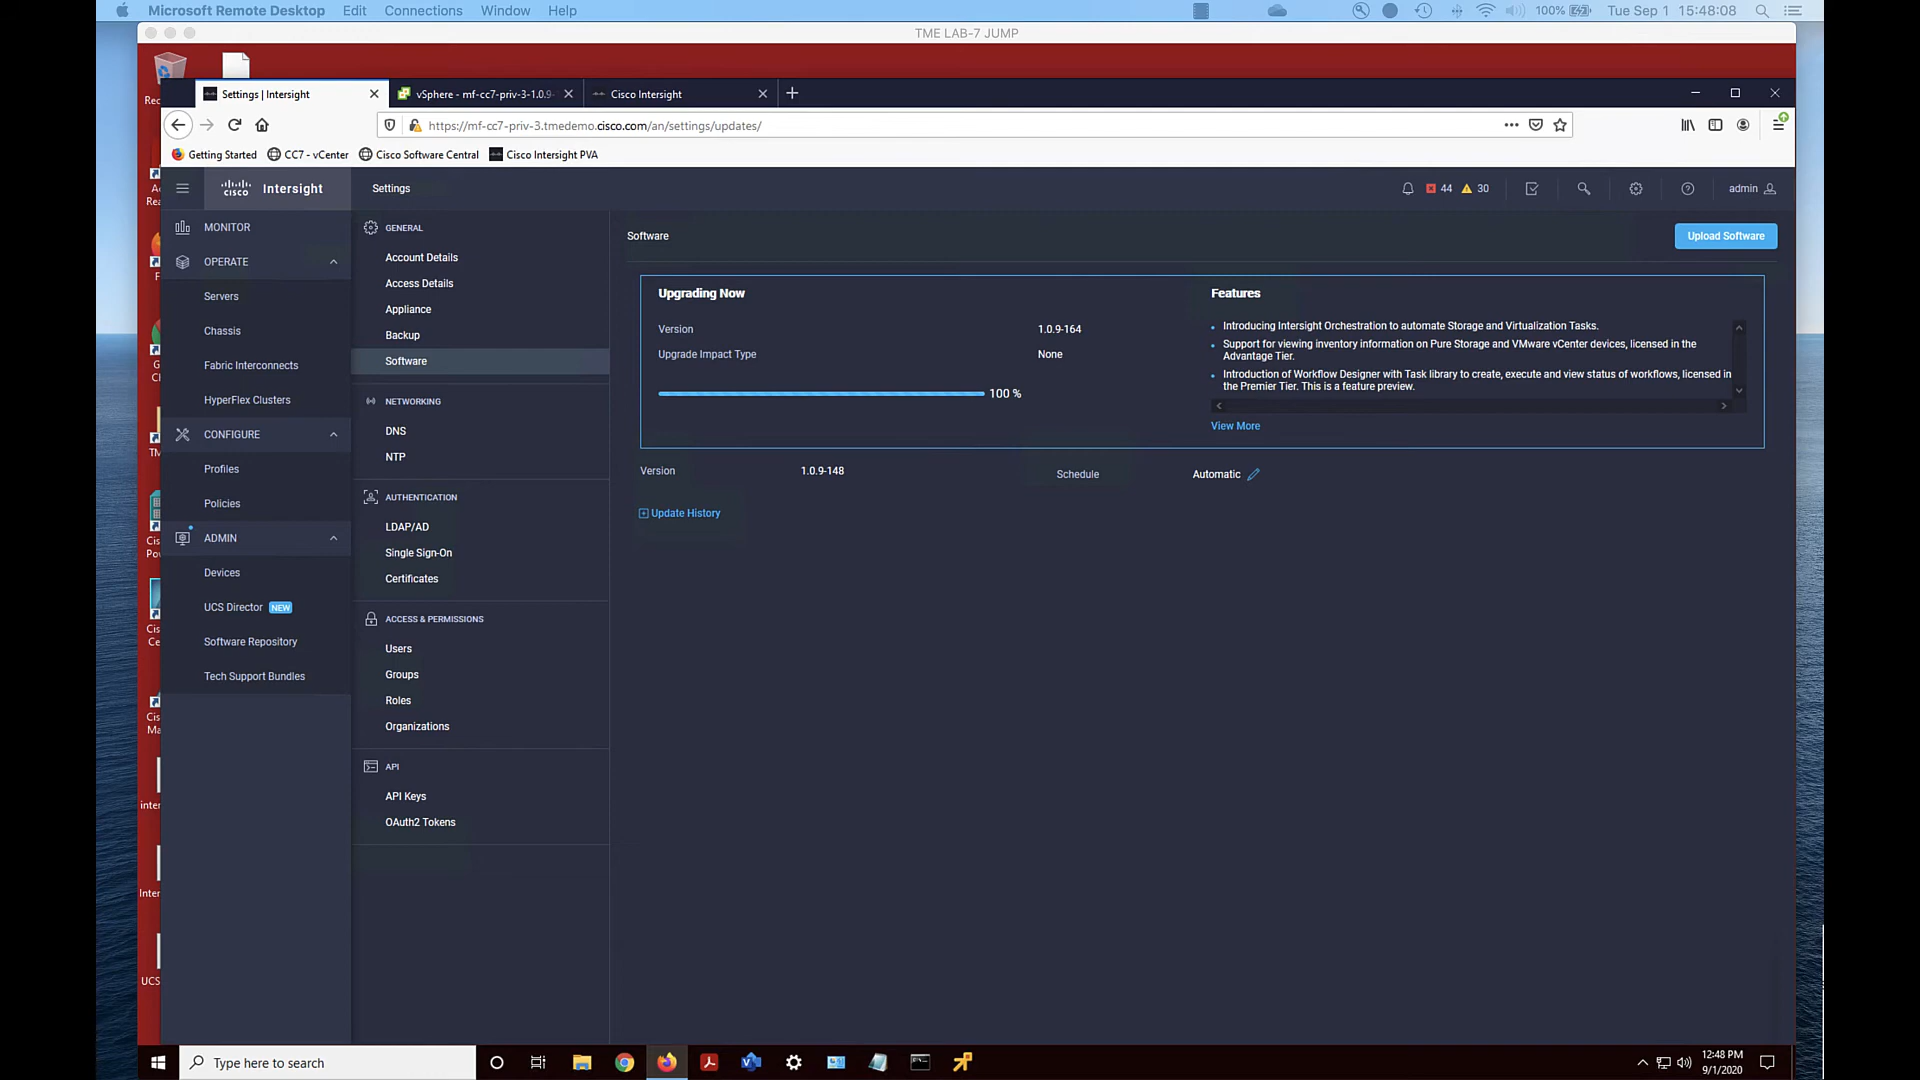 Microsoft Remote Desktop Edit Connections Window Help
100% Tue Sep 1 15:48:08
TME LAB-7 JUMP
Settings | Intersight
vSphere - mf-cc7-priv-3-1.0.9-
Cisco Intersight
https://mf-cc7-priv-3.tmedemo.cisco.com/an/settings/updates/
Getting Started
CC7 - vCenter
Cisco Software Central
Cisco Intersight PVA
cisco Intersight
Settings
44
30
admin
MONITOR
OPERATE
Servers
Chassis
Fabric Interconnects
HyperFlex Clusters
CONFIGURE
Profiles
Policies
ADMIN
Devices
UCS Director NEW
Software Repository
Tech Support Bundles
GENERAL
Account Details
Access Details
Appliance
Backup
Software
NETWORKING
DNS
NTP
AUTHENTICATION
LDAP/AD
Single Sign-On
Certificates
ACCESS & PERMISSIONS
Users
Groups
Roles
Organizations
API
API Keys
OAuth2 Tokens
Software
Upload Software
Upgrading Now
Version 1.0.9-164
Upgrade Impact Type None
100 %
Features
Introducing Intersight Orchestration to automate Storage and Virtualization Tasks.
Support for viewing inventory information on Pure Storage and VMware vCenter devices, licensed in the
Advantage Tier.
Introduction of Workflow Designer with Task library to create, execute and view status of workflows, licensed in
the Premier Tier. This is a feature preview.
View More
Version 1.0.9-148
Schedule Automatic
Update History
Type here to search
12:48 PM
9/1/2020